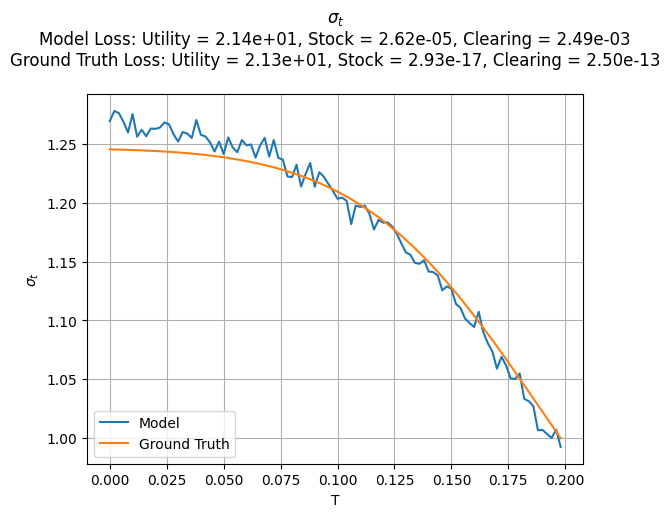 σ_t
Model Loss: Utility = 2.14e+01, Stock = 2.62e-05, Clearing = 2.49e-03
Ground Truth Loss: Utility = 2.13e+01, Stock = 2.93e-17, Clearing = 2.50e-13
1.25
1.20
1.15
1.10
1.05
1.00
σ_t
Model
Ground Truth
0.000 0.025 0.050 0.075 0.100 0.125 0.150 0.175 0.200
T